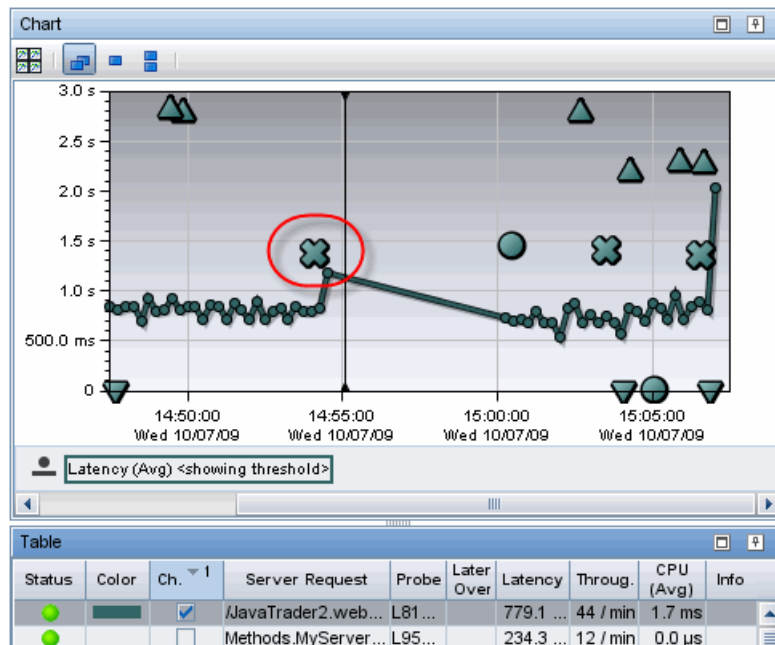 Chart
3.0 s
2.5 s
2.0 s
1.5 s
1.0 s
500.0 ms
0
14:50:00 14:55:00 15:00:00 15:05:00
Wed 10/07/09 Wed 10/07/09 Wed 10/07/09 Wed 10/07/09
Latency (Avg) <showing threshold>
Table
Status Color Ch. 1 Server Request Probe Later Over Latency Throug. CPU (Avg) Info
/JavaTrader2.web... L81... 779.1 ... 44 / min 1.7 ms
Methods.MyServer... L95... 234.3 ... 12 / min 0.0 µs